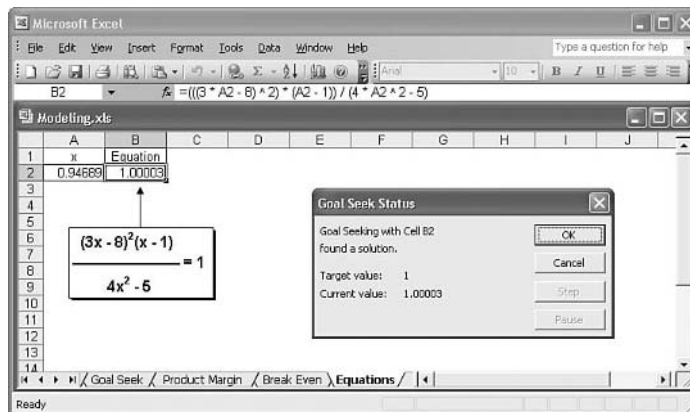 Microsoft Excel
File Edit View Insert Format Tools Data Window Help Type a question for help
Arial 10 B I U
B2 fx =(((3 * A2 - 8) ^ 2) * (A2 - 1)) / (4 * A2 ^ 2 - 5)
Modeling.xls
A B C D E F G H I J
1 x Equation
2 0.94689 1.00003
3
4
5
6
7
8
9
10
11
12
13
14
(3x - 8)²(x - 1)
= 1
4x² - 5
Goal Seek Status
Goal Seeking with Cell B2
found a solution.
Target value: 1
Current value: 1.00003
OK
Cancel
Step
Pause
Goal Seek / Product Margin / Break Even \ Equations /
Ready